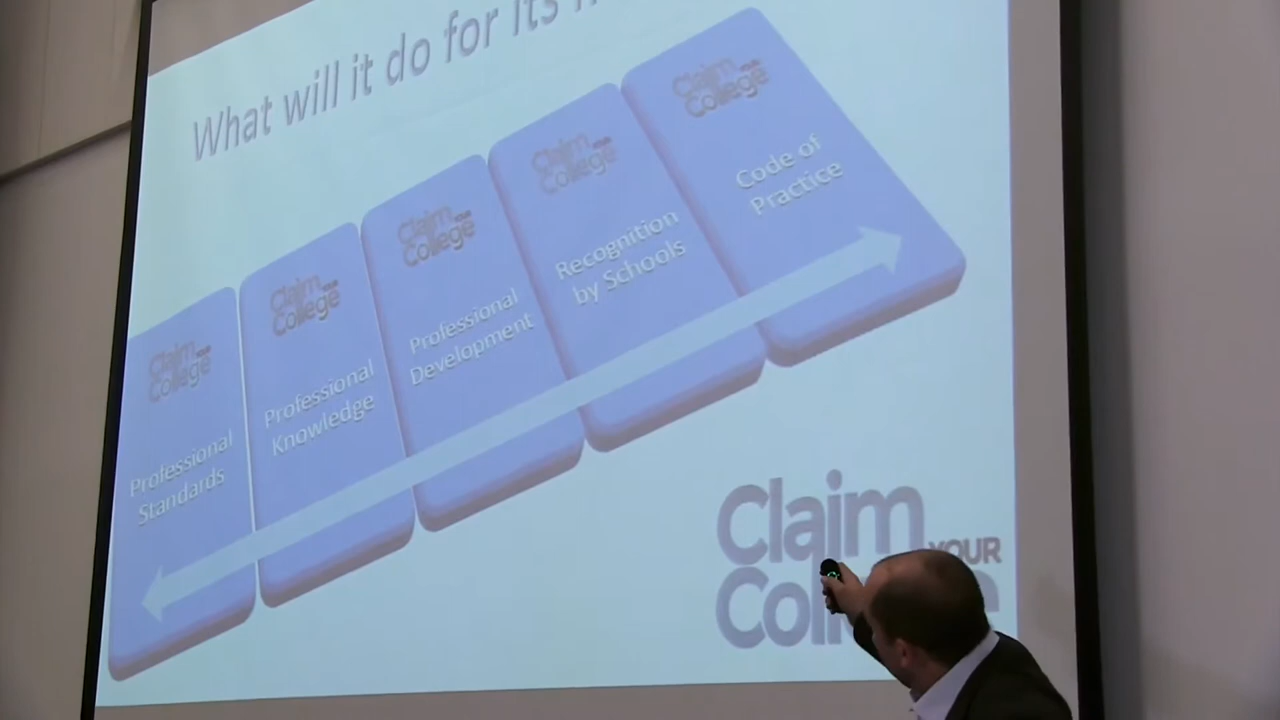 What will it do for its
Claim YOUR
College
Professional
Standards
Claim YOUR
College
Professional
Knowledge
Claim YOUR
College
Professional
Development
Claim YOUR
College
Recognition
by Schools
Claim YOUR
College
Code of
Practice
Claim
YOUR